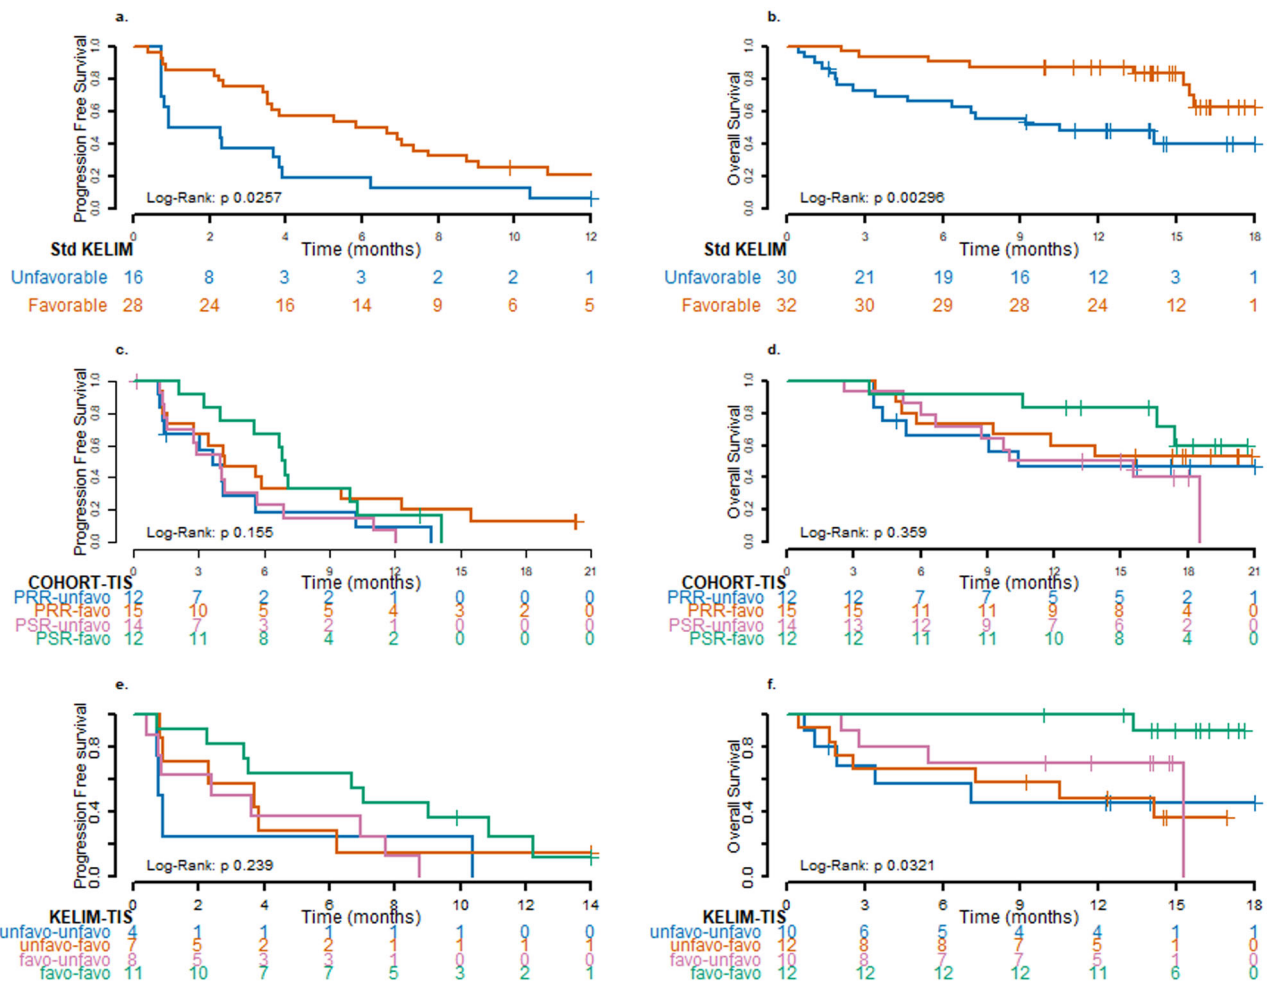 a.
Progression Free Survival
1.0
0.8
0.6
0.4
0.2
0.0
Log-Rank: p 0.0257
0 2 4 6 8 10 12
Std KELIM Time (months)
Unfavorable 16 8 3 3 2 2 1
Favorable 28 24 16 14 9 6 5
b.
Overall Survival
1.0
0.8
0.6
0.4
0.2
0.0
Log-Rank: p 0.00296
0 3 6 9 12 15 18
Std KELIM Time (months)
Unfavorable 30 21 19 16 12 3 1
Favorable 32 30 29 28 24 12 1
c.
Progression Free Survival
1.0
0.8
0.6
0.4
0.2
0.0
Log-Rank: p 0.155
0 3 6 9 12 15 18 21
Time (months)
COHORT-TIS
PRR-unfavo 12 7 2 2 1 0 0 0
PRR-favo 15 10 5 5 4 3 2 0
PSR-unfavo 14 7 3 2 1 0 0 0
PSR-favo 12 11 8 4 2 0 0 0
d.
Overall Survival
1.0
0.8
0.6
0.4
0.2
0.0
Log-Rank: p 0.359
0 3 6 9 12 15 18 21
Time (months)
COHORT-TIS
PRR-unfavo 12 12 7 7 5 5 2 1
PRR-favo 15 15 11 11 9 8 4 0
PSR-unfavo 14 13 12 9 7 6 2 0
PSR-favo 12 12 11 11 10 8 4 0
e.
Progression Free survival
0.8
0.4
0.0
Log-Rank: p 0.239
0 2 4 6 8 10 12 14
KELIM-TIS Time (months)
unfavo-unfavo 4 1 1 1 1 1 0 0
unfavo-favo 7 5 2 2 1 1 1 1
favo-unfavo 8 5 3 3 1 0 0 0
favo-favo 11 10 7 7 5 3 2 1
f.
Overall Survival
0.8
0.4
0.0
Log-Rank: p 0.0321
0 3 6 9 12 15 18
KELIM-TIS Time (months)
unfavo-unfavo 10 6 5 4 4 1 1
unfavo-favo 12 8 8 7 5 1 0
favo-unfavo 10 8 7 7 5 1 0
favo-favo 12 12 12 12 11 6 0